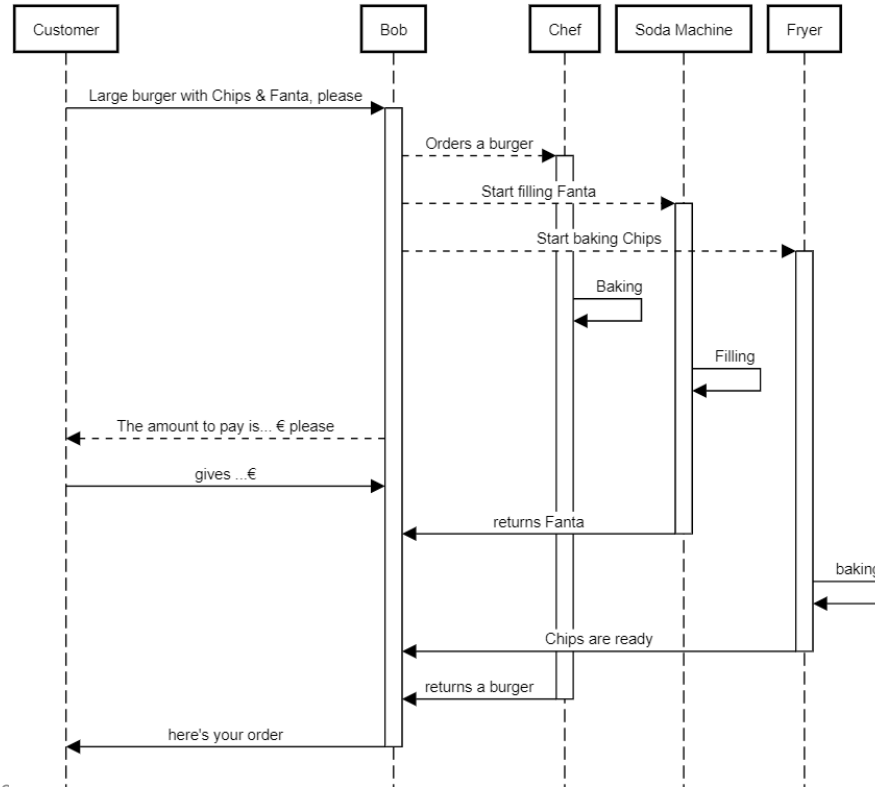 Customer
Bob
Chef
Soda Machine
Fryer
Large burger with Chips & Fanta, please
Orders a burger
Start filling Fanta
Start baking Chips
Baking
Filling
The amount to pay is... € please
gives ...€
returns Fanta
baking
Chips are ready
returns a burger
here's your order